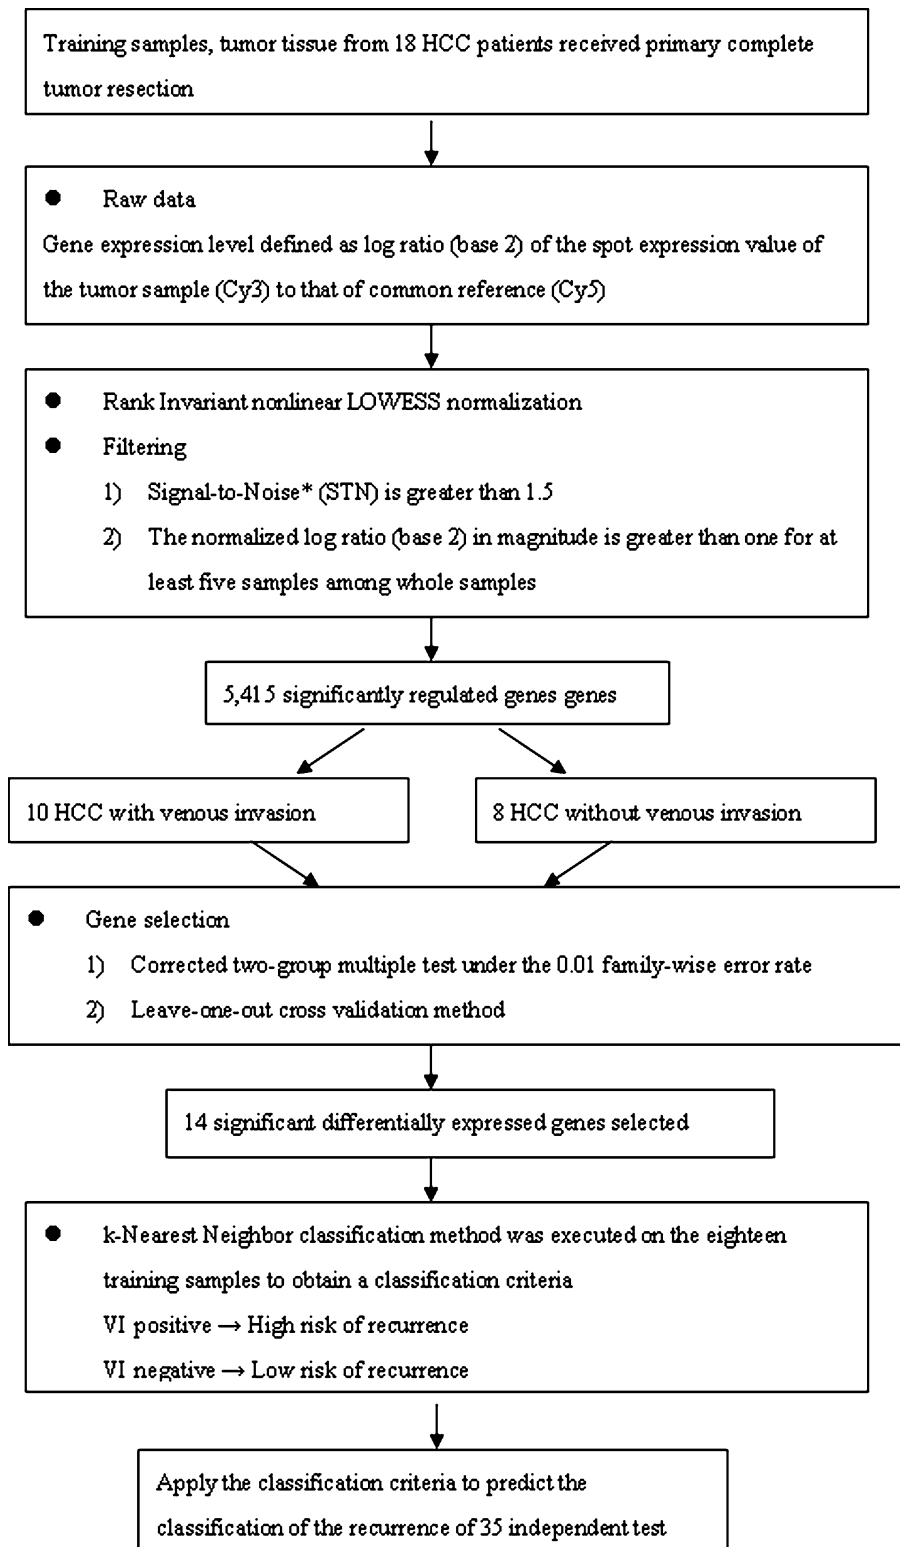 Training samples, tumor tissue from 18 HCC patients received primary complete
tumor resection
● Raw data
Gene expression level defined as log ratio (base 2) of the spot expression value of
the tumor sample (Cy3) to that of common reference (Cy5)
● Rank Invariant nonlinear LOWESS normalization
● Filtering
1) Signal-to-Noise* (STN) is greater than 1.5
2) The normalized log ratio (base 2) in magnitude is greater than one for at
least five samples among whole samples
5,415 significantly regulated genes genes
10 HCC with venous invasion
8 HCC without venous invasion
● Gene selection
1) Corrected two-group multiple test under the 0.01 family-wise error rate
2) Leave-one-out cross validation method
14 significant differentially expressed genes selected
● k-Nearest Neighbor classification method was executed on the eighteen
training samples to obtain a classification criteria
VI positive → High risk of recurrence
VI negative → Low risk of recurrence
Apply the classification criteria to predict the
classification of the recurrence of 35 independent test